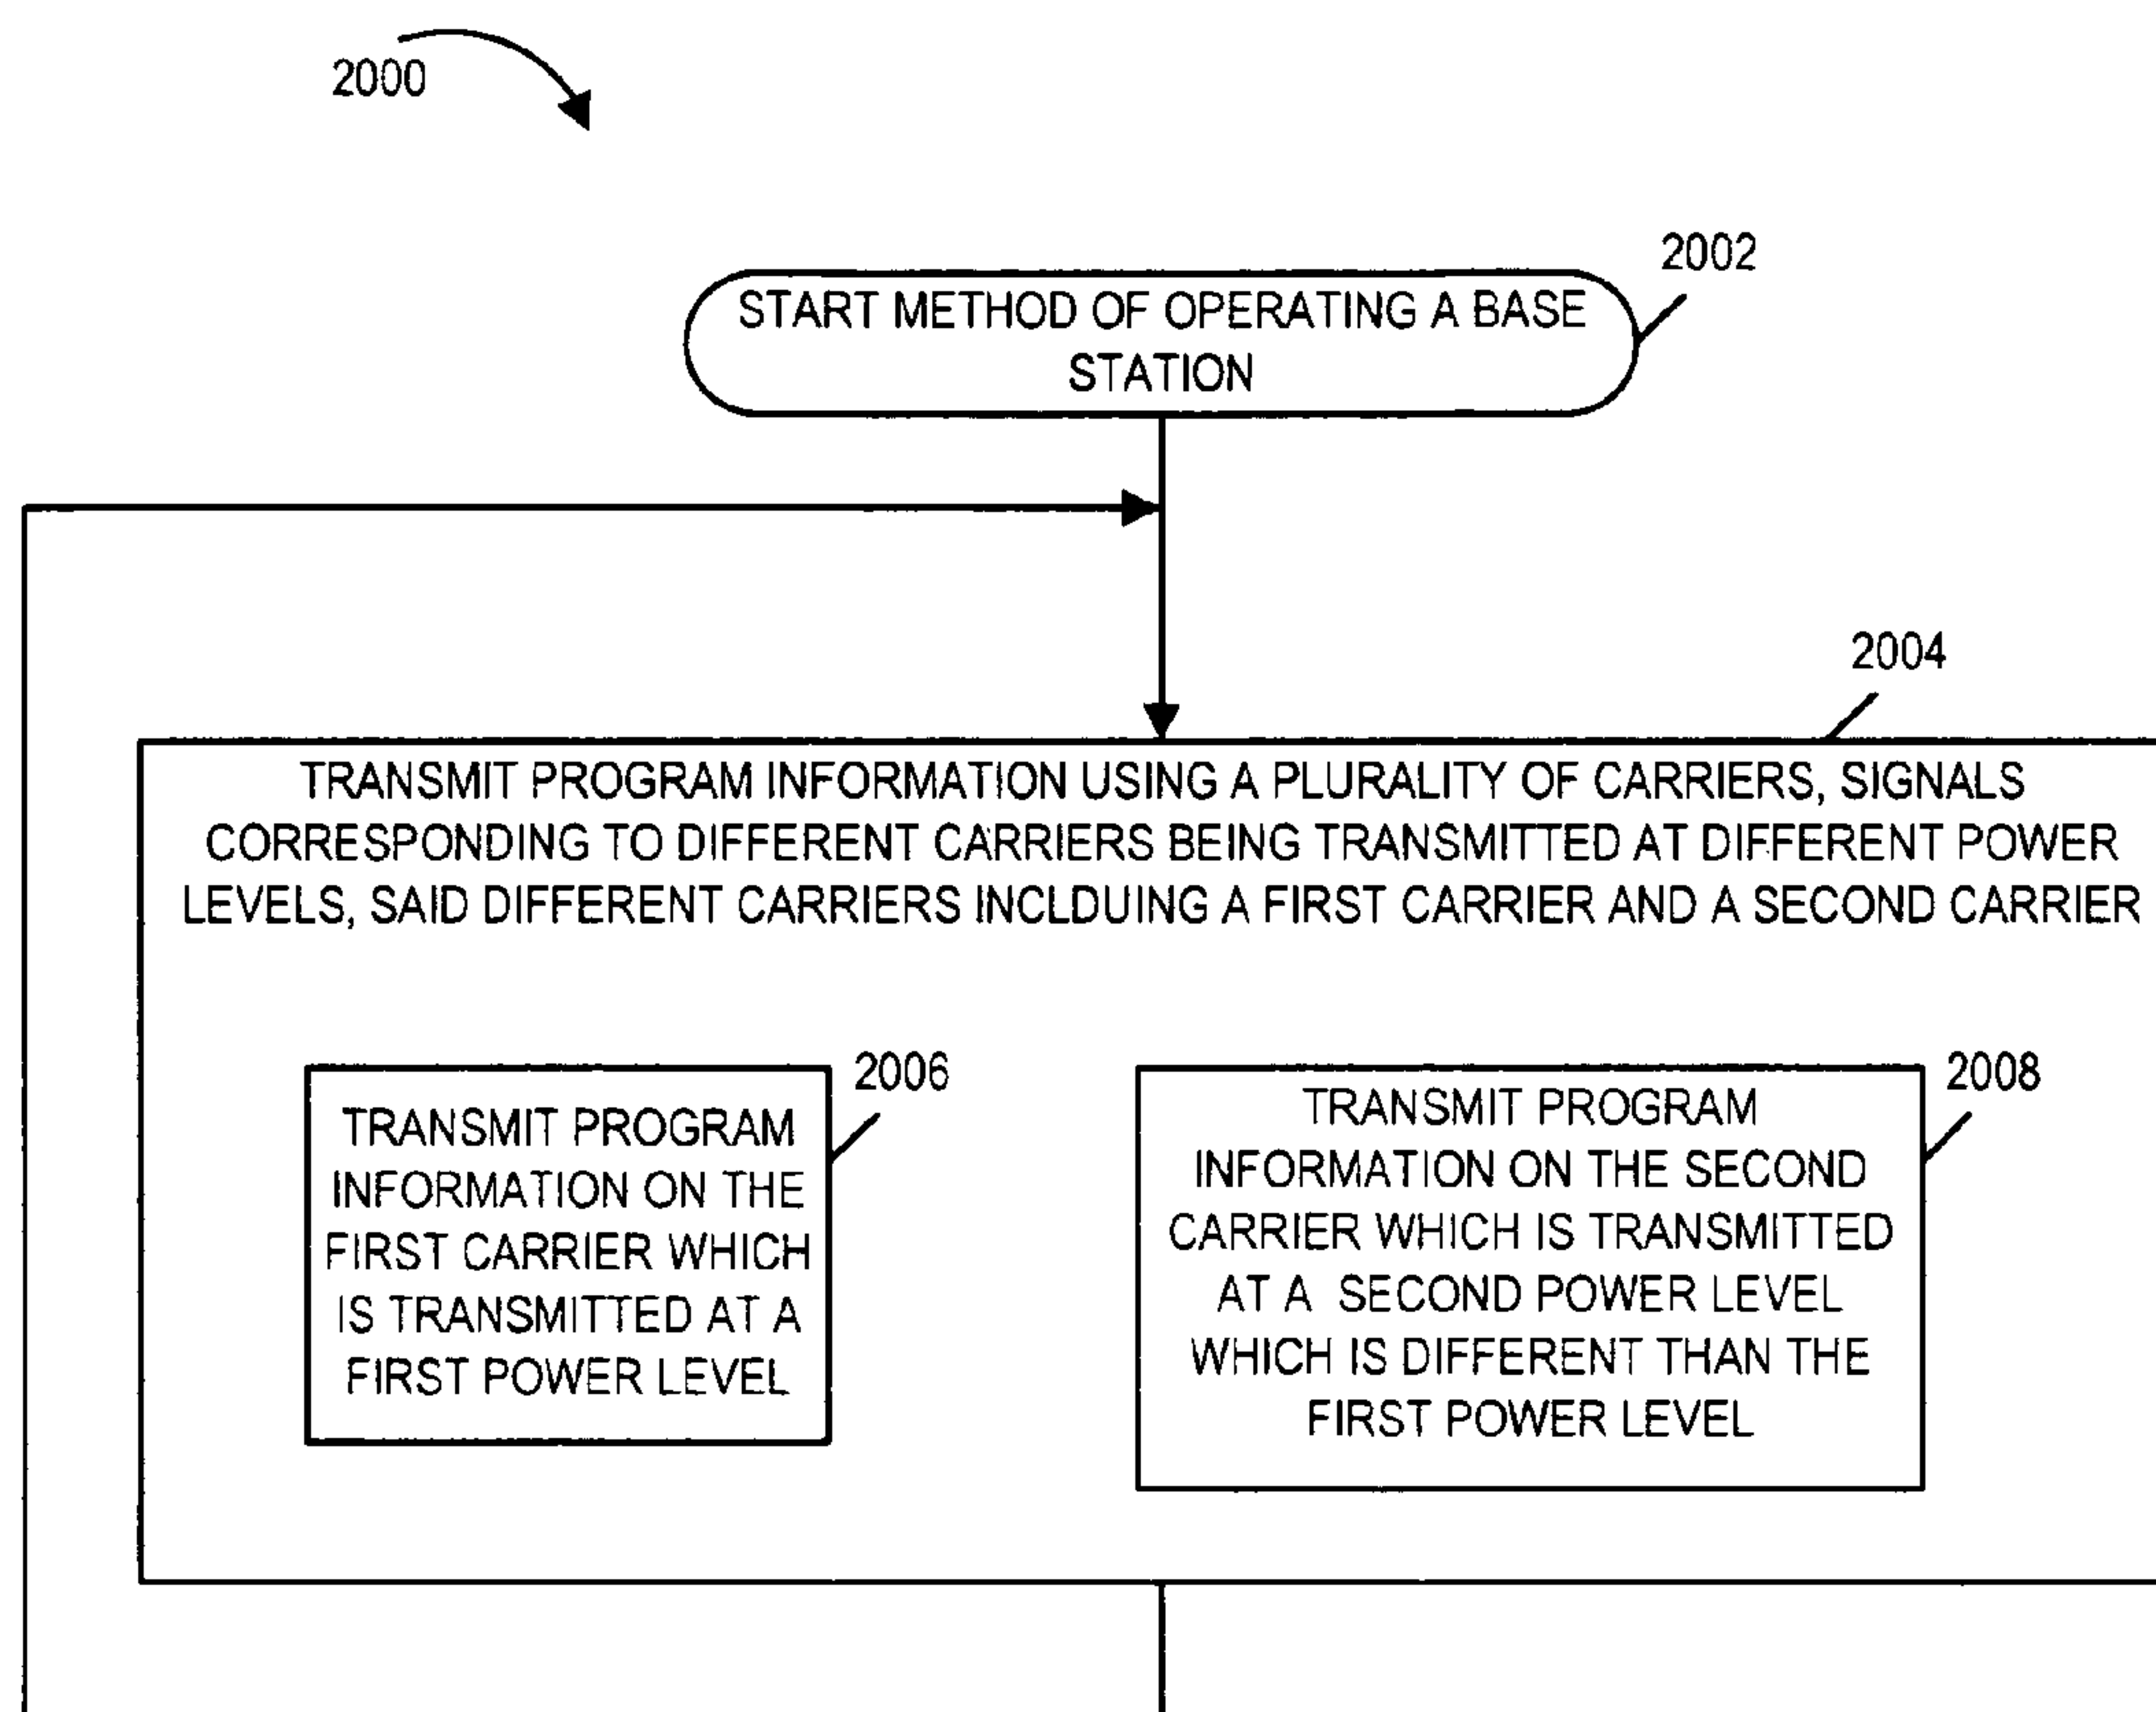 2000
2002
START METHOD OF OPERATING A BASE
STATION
2004
TRANSMIT PROGRAM INFORMATION USING A PLURALITY OF CARRIERS, SIGNALS
CORRESPONDING TO DIFFERENT CARRIERS BEING TRANSMITTED AT DIFFERENT POWER
LEVELS, SAID DIFFERENT CARRIERS INCLDUING A FIRST CARRIER AND A SECOND CARRIER
2006
TRANSMIT PROGRAM
INFORMATION ON THE
FIRST CARRIER WHICH
IS TRANSMITTED AT A
FIRST POWER LEVEL
2008
TRANSMIT PROGRAM
INFORMATION ON THE SECOND
CARRIER WHICH IS TRANSMITTED
AT A SECOND POWER LEVEL
WHICH IS DIFFERENT THAN THE
FIRST POWER LEVEL